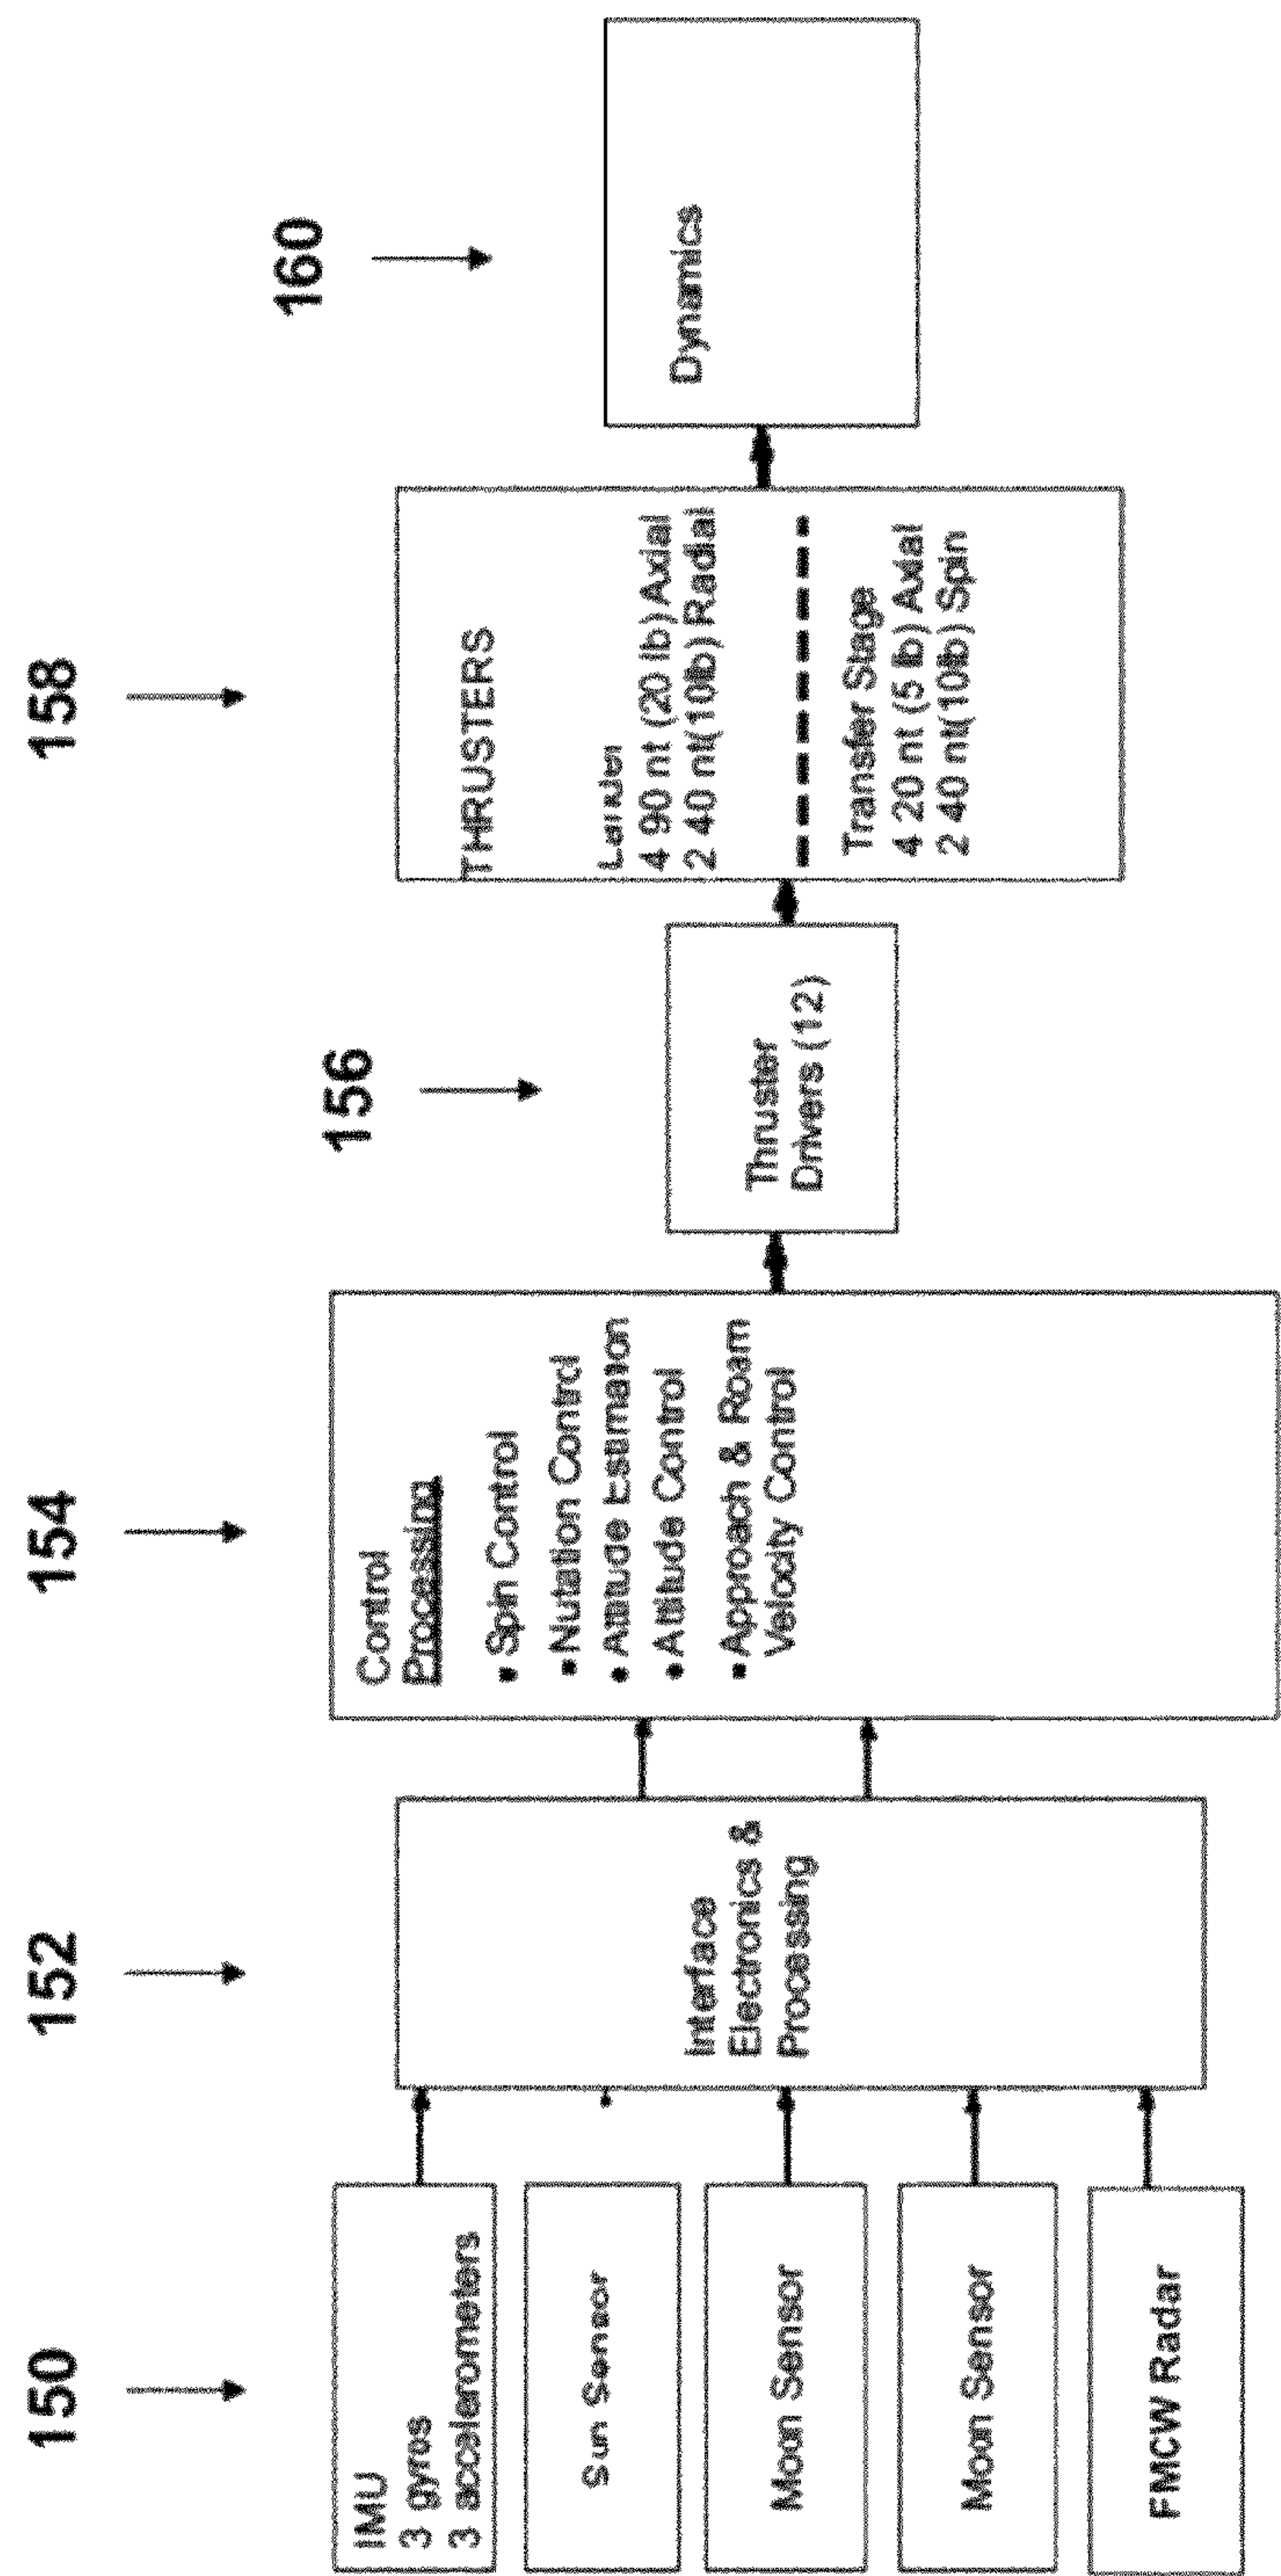 150
152
154
156
158
160
IMU
3 gyros
3 accelerometers
Sun Sensor
Moon Sensor
Moon Sensor
FMCW Radar
Interface
Electronics &
Processing
Control
Processing
▪ Spin Control
▪ Nutation Control
• Attitude Estimation
• Attitude Control
▪ Approach & Roam
Velocity Control
Thruster
Drivers (12)
THRUSTERS
Lander
4 90 nt (20 lb) Axial
2 40 nt(10lb) Radial
Transfer Stage
4 20 nt (5 lb) Axial
2 40 nt(10lb) Spin
Dynamics